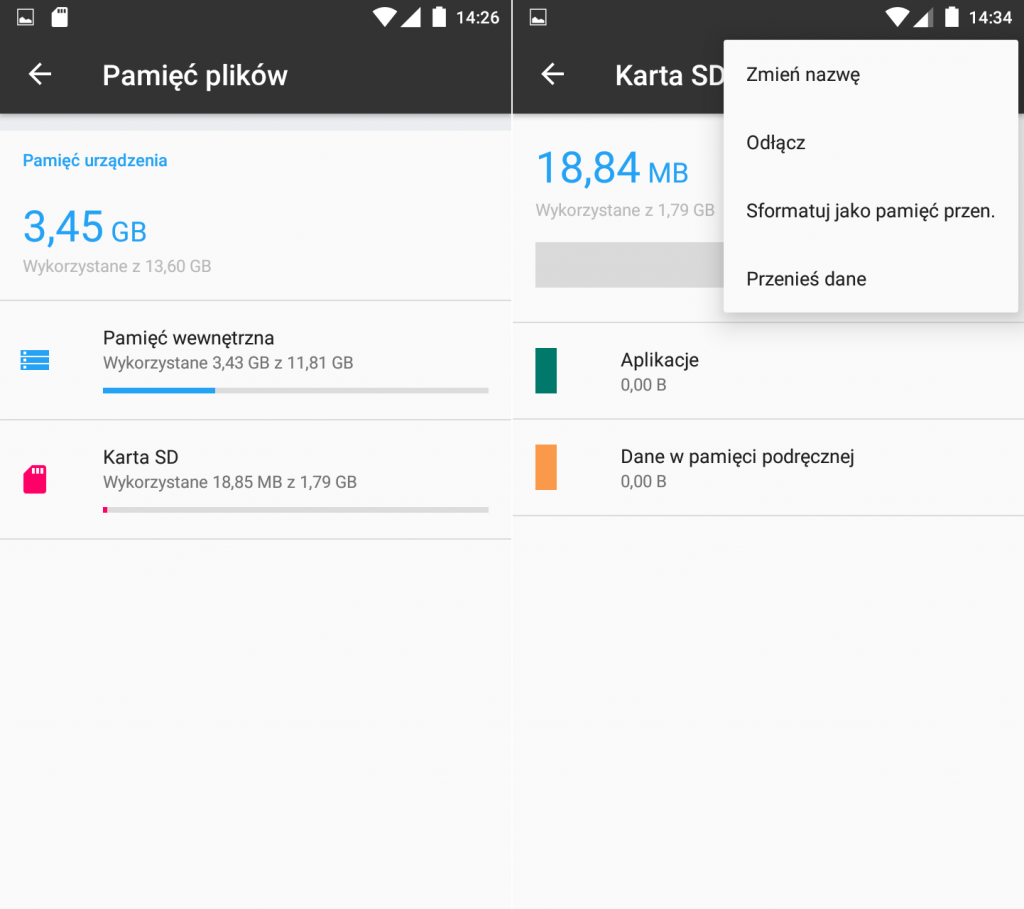 14:26
Pamięć plików
Pamięć urządzenia
3,45 GB
Wykorzystane z 13,60 GB
Pamięć wewnętrzna
Wykorzystane 3,43 GB z 11,81 GB
Karta SD
Wykorzystane 18,85 MB z 1,79 GB
14:34
Karta SD
18,84 MB
Wykorzystane z 1,79 GB
Zmień nazwę
Odłącz
Sformatuj jako pamięć przen.
Przenieś dane
Aplikacje
0,00 B
Dane w pamięci podręcznej
0,00 B